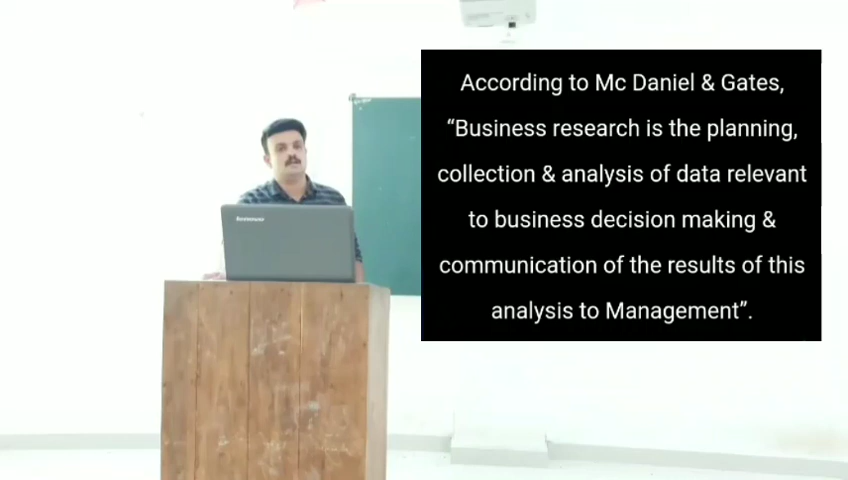 According to Mc Daniel & Gates,
“Business research is the planning,
collection & analysis of data relevant
to business decision making &
communication of the results of this
analysis to Management”.
lenovo